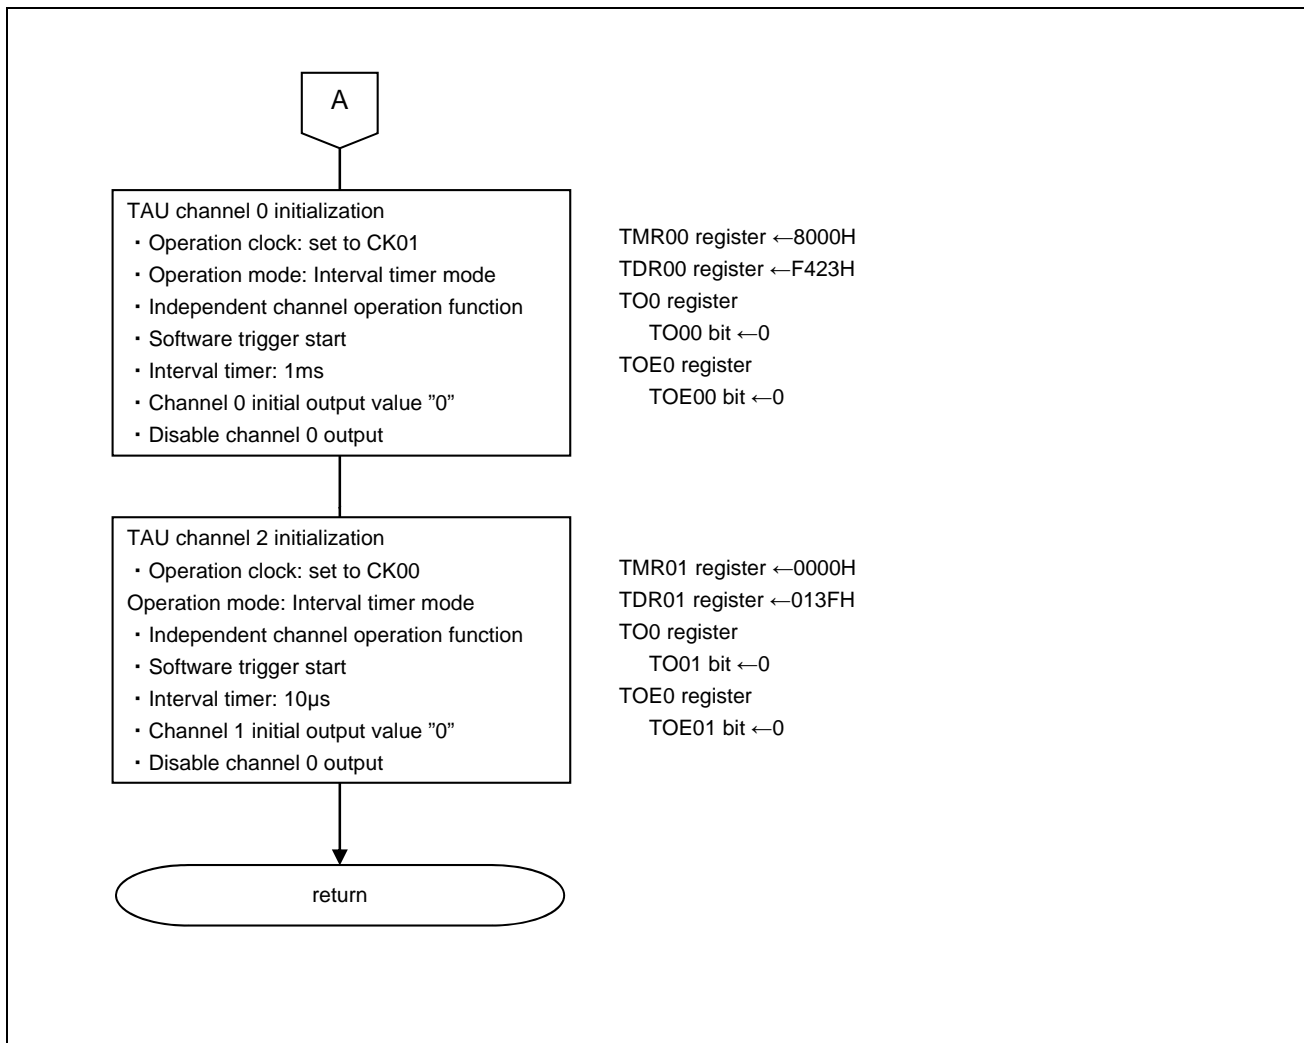 A
TAU channel 0 initialization
・Operation clock: set to CK01
・Operation mode: Interval timer mode
・Independent channel operation function
・Software trigger start
・Interval timer: 1ms
・Channel 0 initial output value ”0”
・Disable channel 0 output
TMR00 register ←8000H
TDR00 register ←F423H
TO0 register
TO00 bit ←0
TOE0 register
TOE00 bit ←0
TAU channel 2 initialization
・Operation clock: set to CK00
Operation mode: Interval timer mode
・Independent channel operation function
・Software trigger start
・Interval timer: 10μs
・Channel 1 initial output value ”0”
・Disable channel 0 output
TMR01 register ←0000H
TDR01 register ←013FH
TO0 register
TO01 bit ←0
TOE0 register
TOE01 bit ←0
return